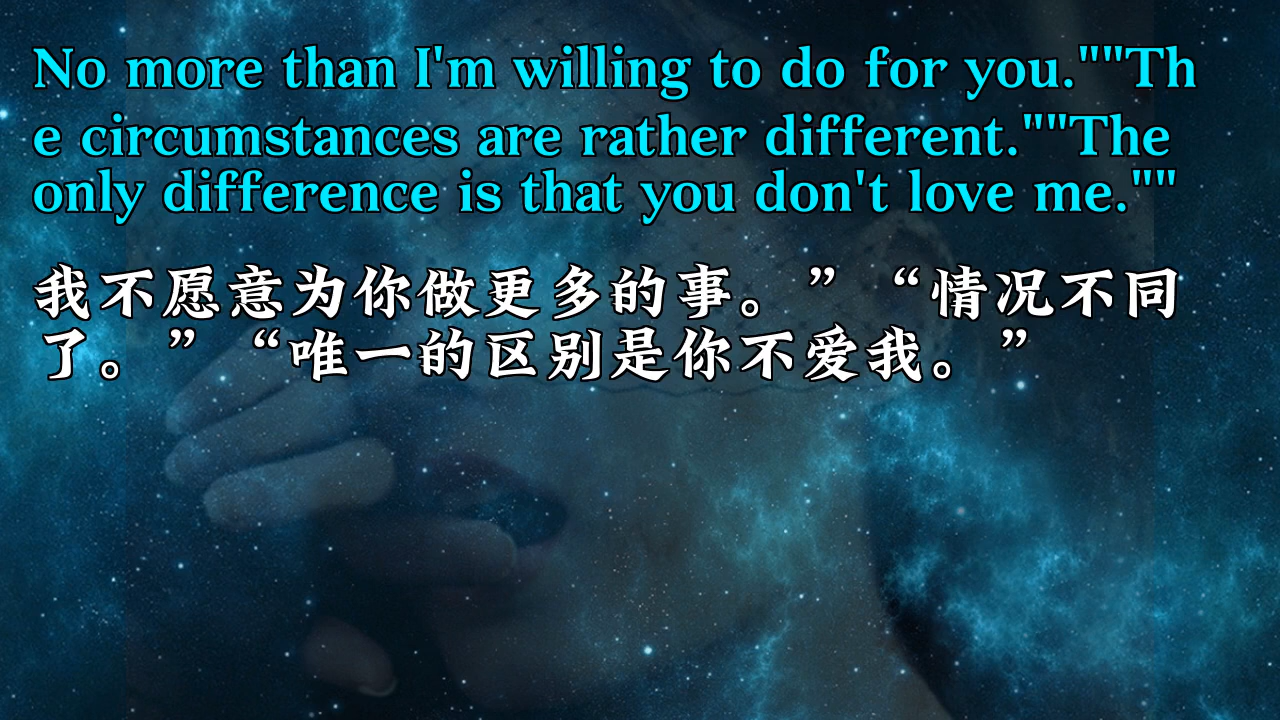 No more than I'm willing to do for you.""Th
e circumstances are rather different.""The
only difference is that you don't love me.""
我不愿意为你做更多的事。”“情况不同
了。”“唯一的区别是你不爱我。”